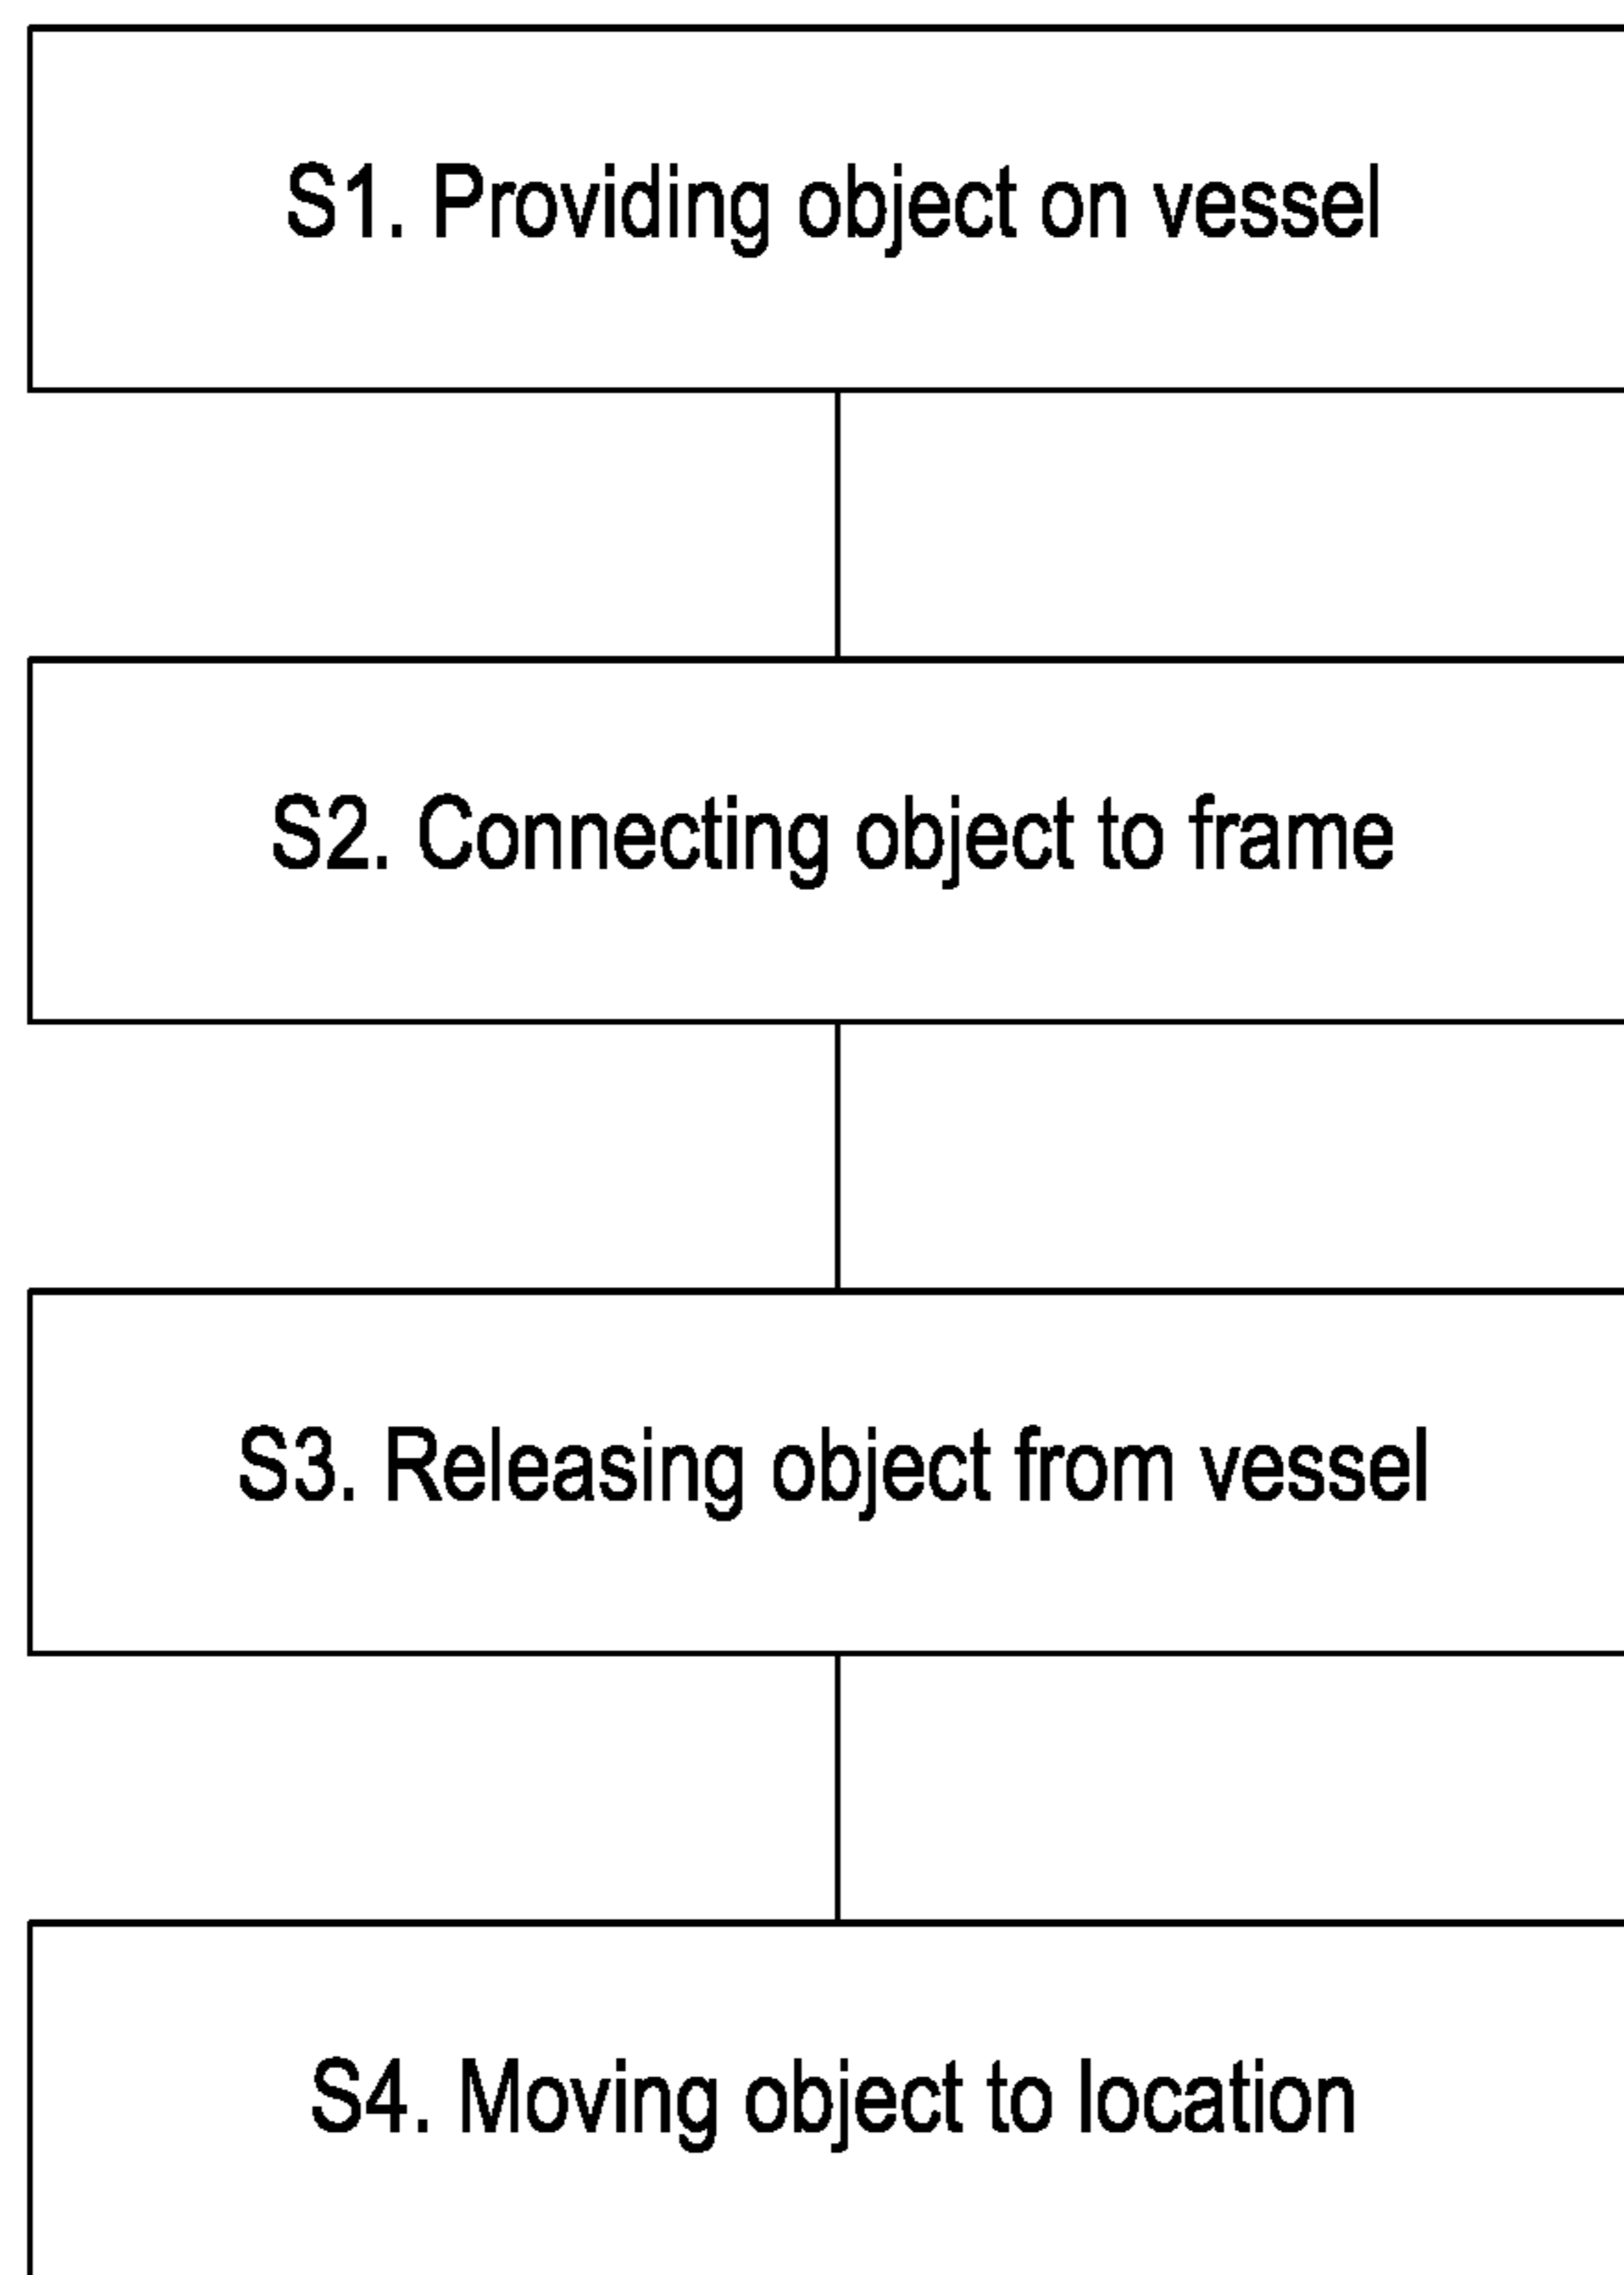 S1. Providing object on vessel
S2. Connecting object to frame
S3. Releasing object from vessel
S4. Moving object to location